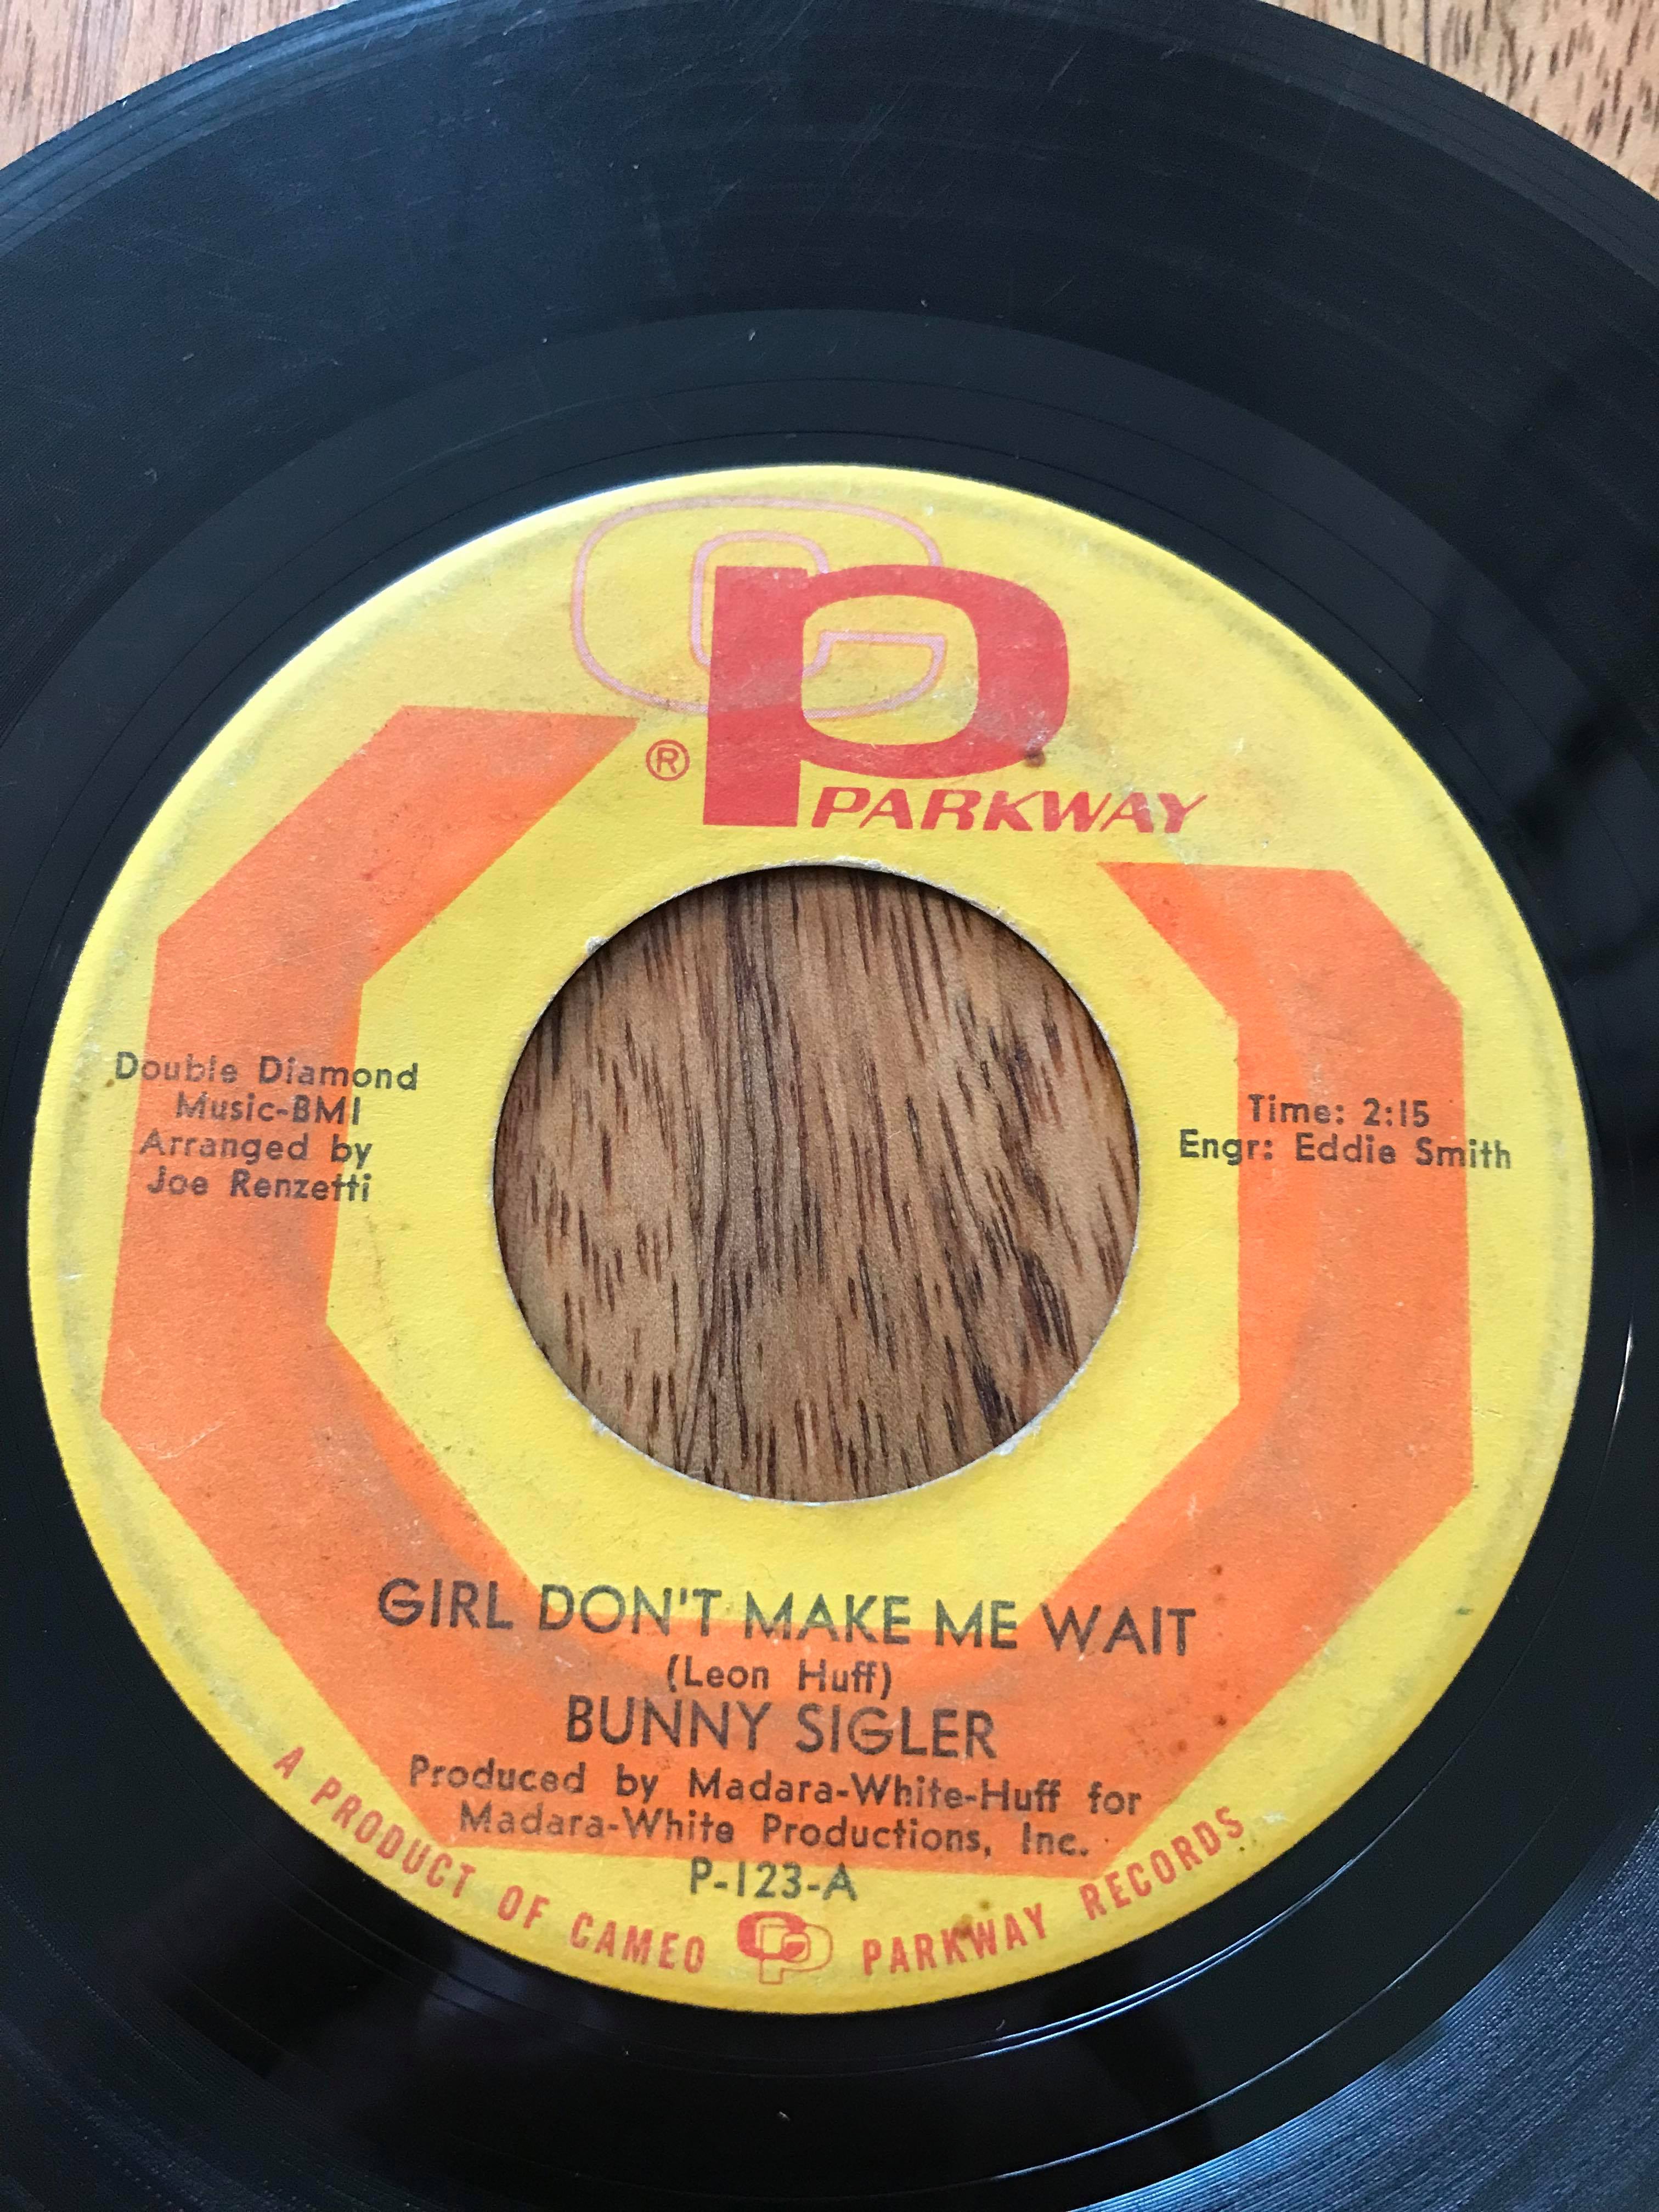 CP
® PARKWAY
Double Diamond
Music-BMI
Arranged by
Joe Renzetti
Time: 2:15
Engr: Eddie Smith
GIRL DON'T MAKE ME WAIT
(Leon Huff)
BUNNY SIGLER
Produced by Madara-White-Huff for
Madara-White Productions, Inc.
P-123-A
A PRODUCT OF CAMEO CP PARKWAY RECORDS